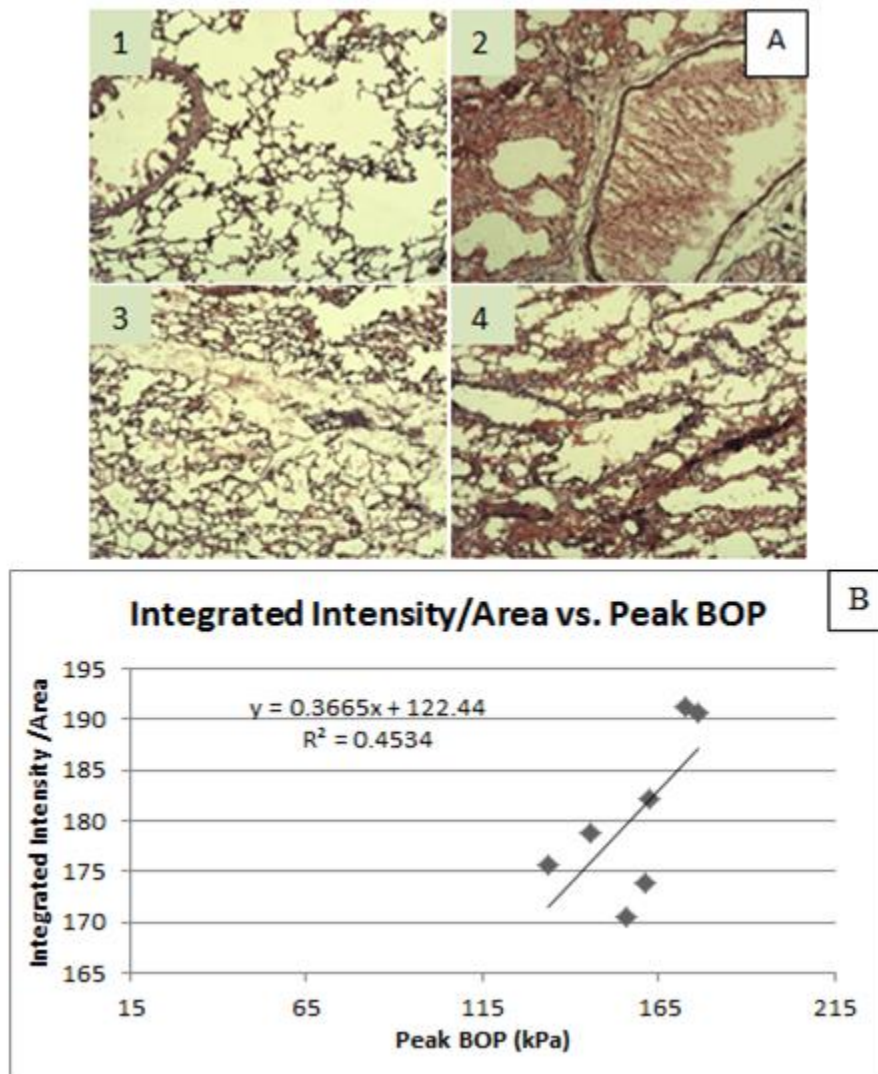 1
2
A
3
4
B
Integrated Intensity/Area vs. Peak BOP
y = 0.3665x + 122.44
R² = 0.4534
195
190
185
180
175
170
165
Integrated Intensity /Area
15 65 115 165 215
Peak BOP (kPa)